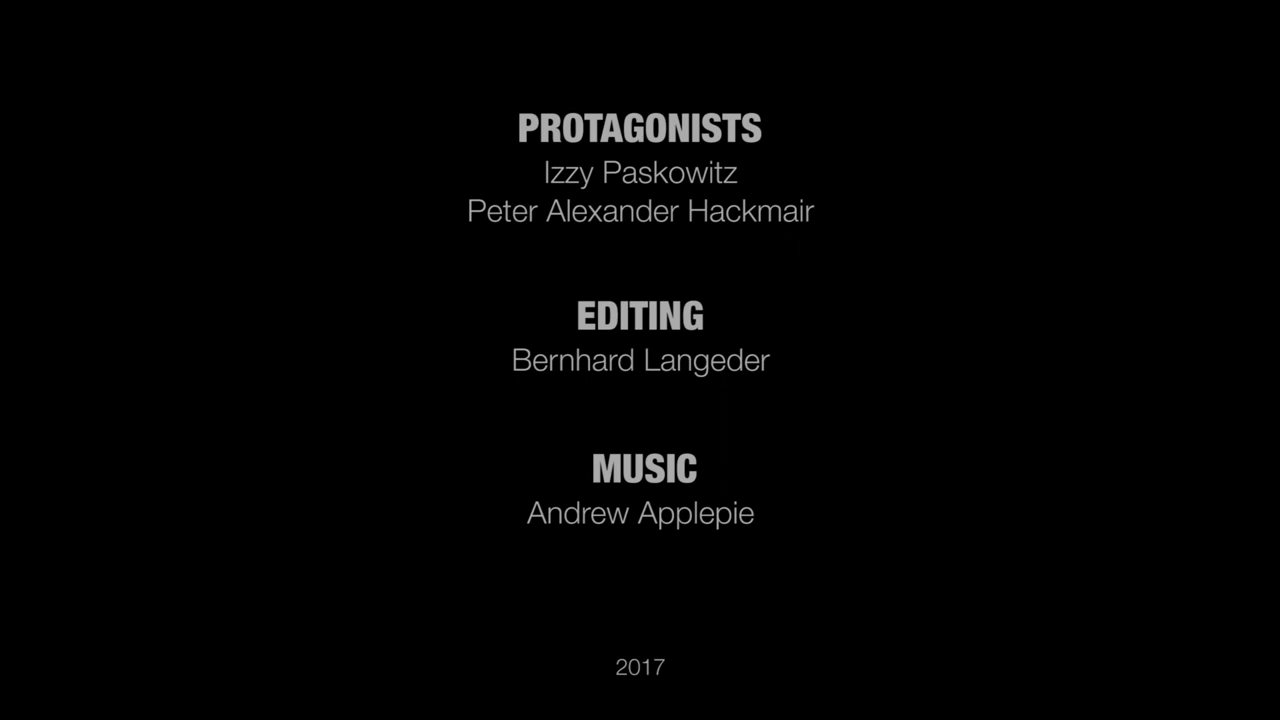 PROTAGONISTS
Izzy Paskowitz
Peter Alexander Hackmair
EDITING
Bernhard Langeder
MUSIC
Andrew Applepie
2017